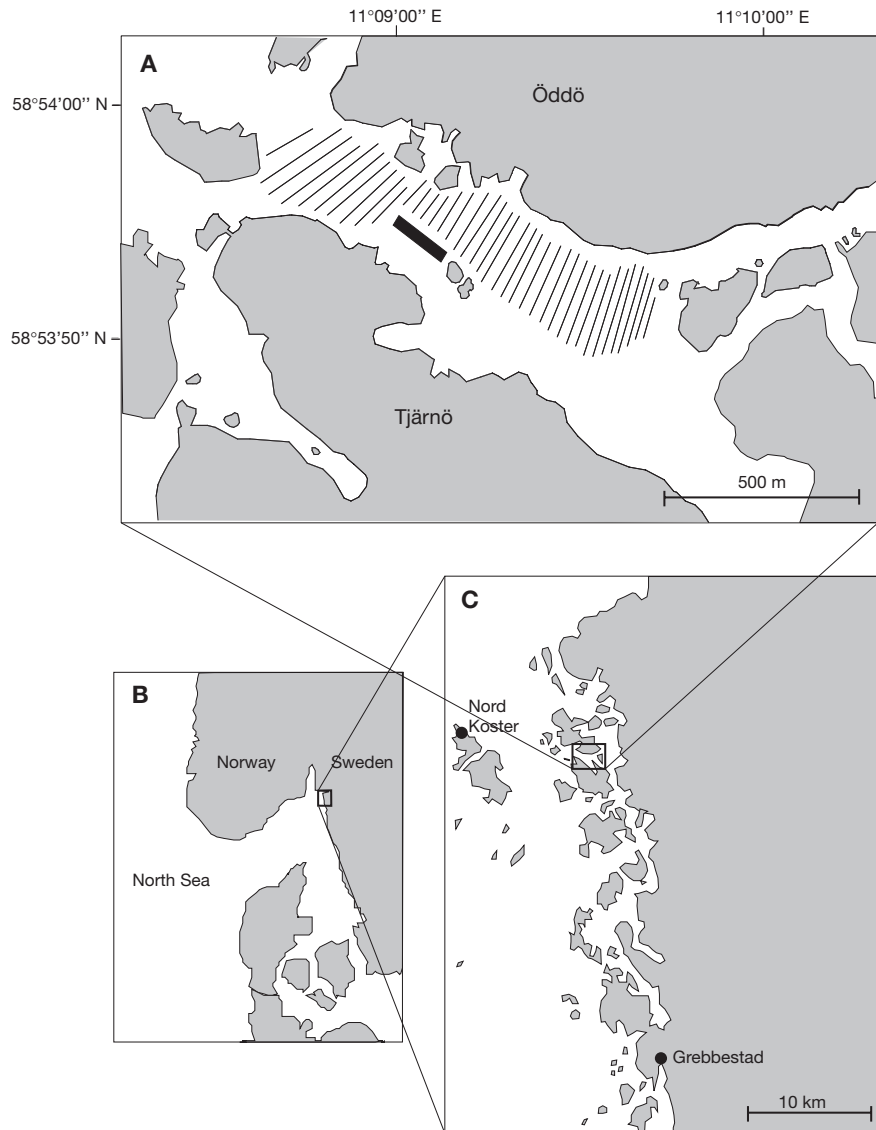 11°09'00'' E
11°10'00'' E
A
58°54'00'' N
Öddö
58°53'50'' N
Tjärnö
500 m
C
B
Nord
Koster
Norway
Sweden
North Sea
Grebbestad
10 km